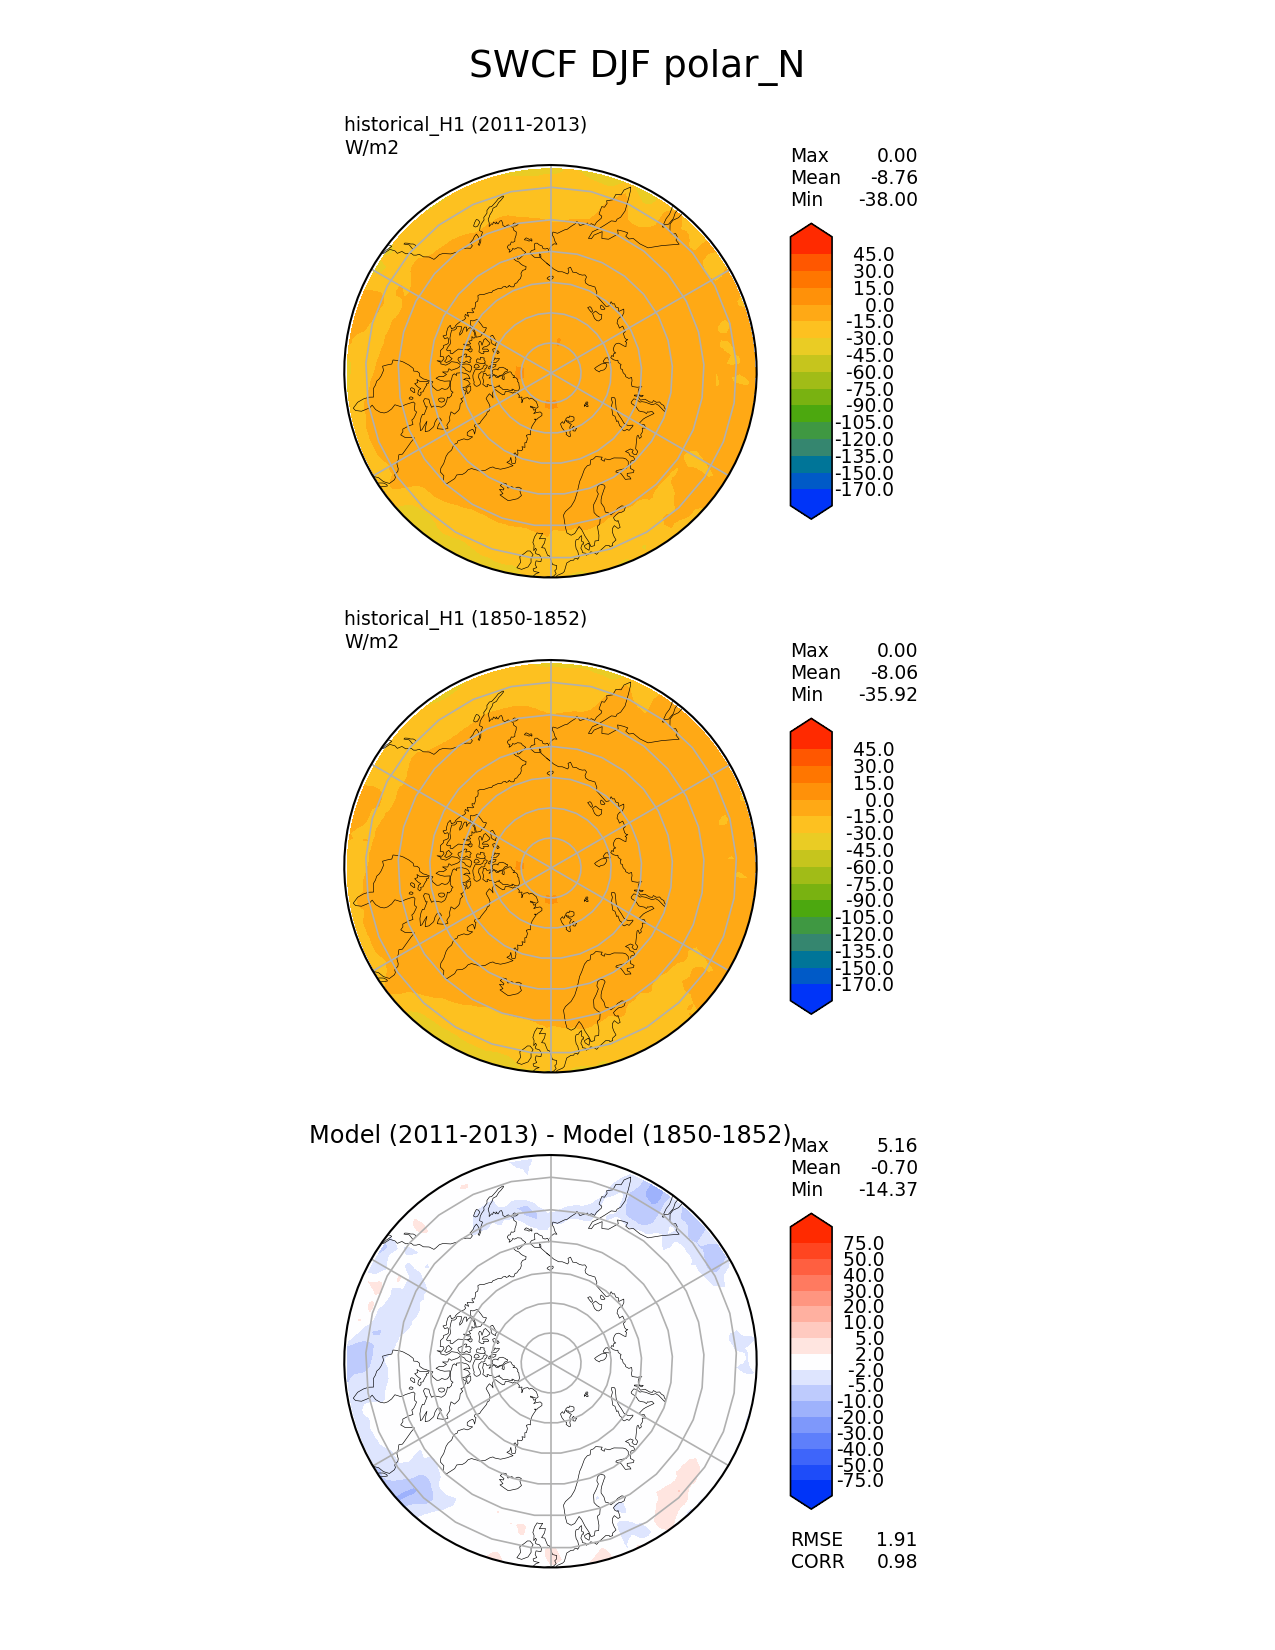 SWCF DJF polar_N
historical_H1 (2011-2013)
W/m2
Max 0.00
Mean -8.76
Min -38.00
45.0
30.0
15.0
0.0
-15.0
-30.0
-45.0
-60.0
-75.0
-90.0
-105.0
-120.0
-135.0
-150.0
-170.0
historical_H1 (1850-1852)
W/m2
Max 0.00
Mean -8.06
Min -35.92
45.0
30.0
15.0
0.0
-15.0
-30.0
-45.0
-60.0
-75.0
-90.0
-105.0
-120.0
-135.0
-150.0
-170.0
Model (2011-2013) - Model (1850-1852)
Max 5.16
Mean -0.70
Min -14.37
75.0
50.0
40.0
30.0
20.0
10.0
5.0
2.0
-2.0
-5.0
-10.0
-20.0
-30.0
-40.0
-50.0
-75.0
RMSE 1.91
CORR 0.98